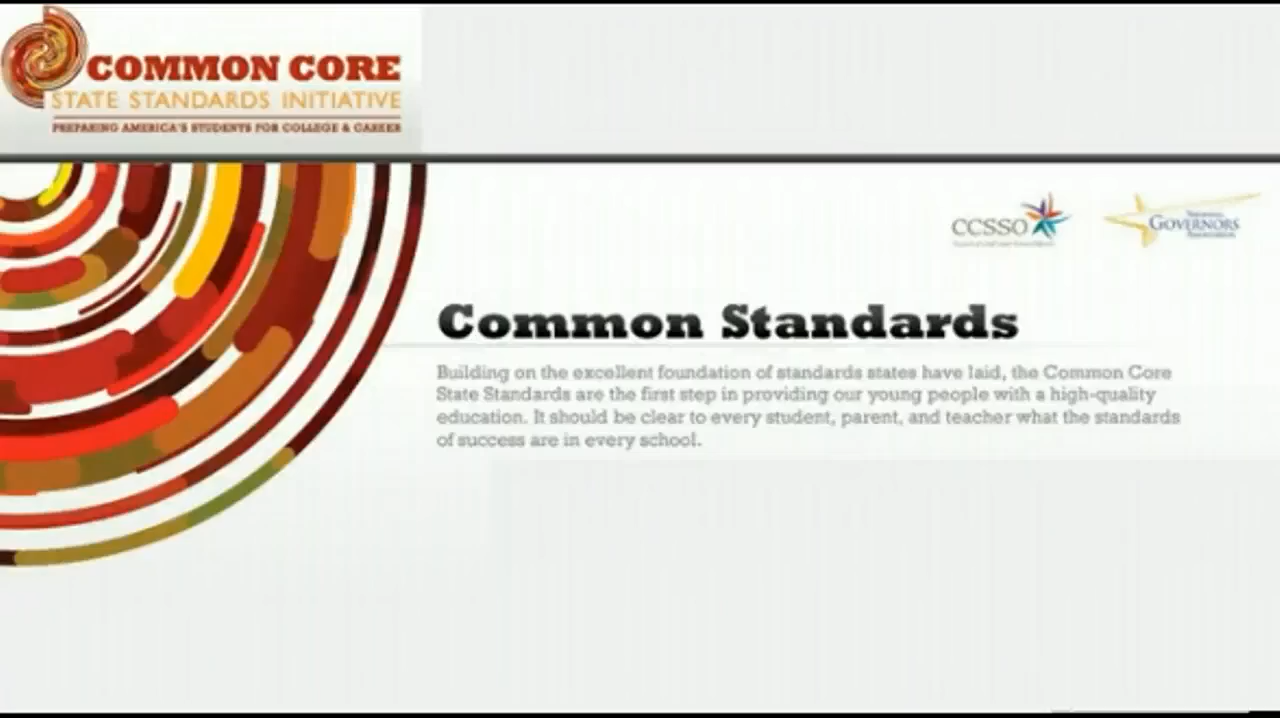 COMMON CORE
STATE STANDARDS INITIATIVE
PREPARING AMERICA'S STUDENTS FOR COLLEGE & CAREER
CCSSO
GOVERNORS
Common Standards
Building on the excellent foundation of standards states have laid, the Common Core
State Standards are the first step in providing our young people with a high-quality
education. It should be clear to every student, parent, and teacher what the standards
of success are in every school.